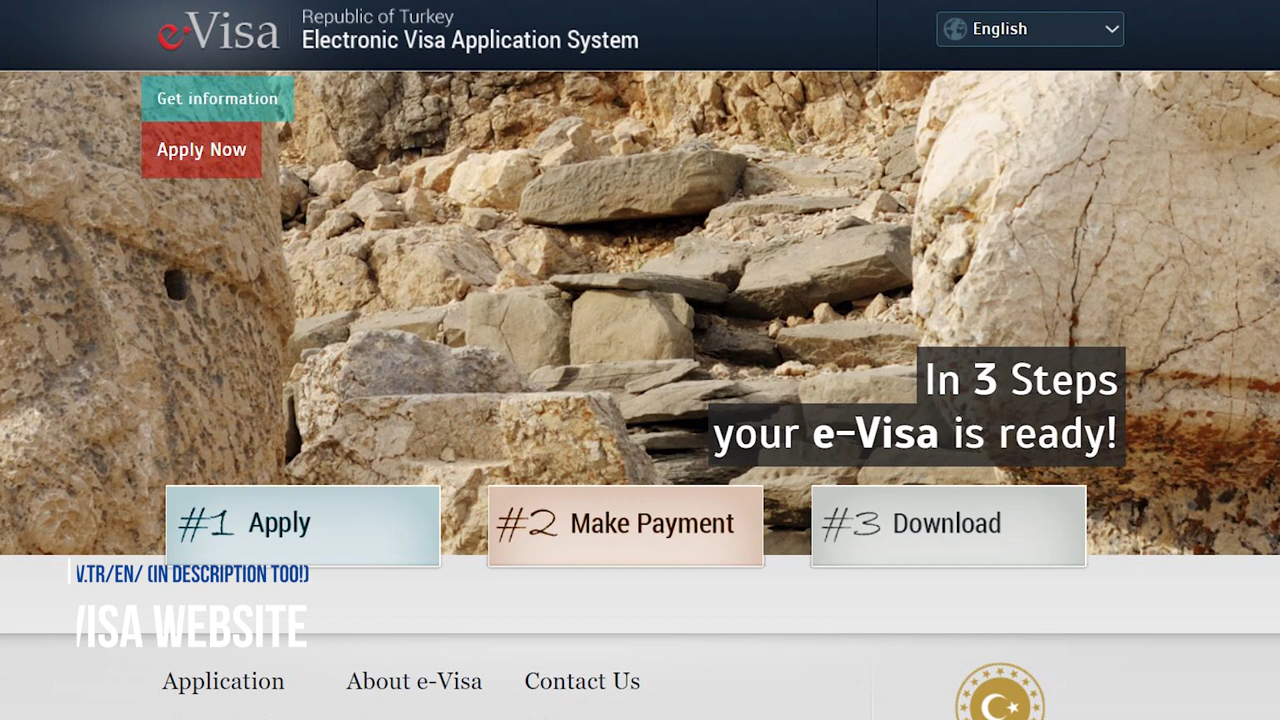 e-Visa
Republic of Turkey
Electronic Visa Application System
English
Get information
Apply Now
In 3 Steps
your e-Visa is ready!
#1 Apply
#2 Make Payment
#3 Download
V.TR/EN/ (IN DESCRIPTION TOO!)
VISA WEBSITE
Application
About e-Visa
Contact Us